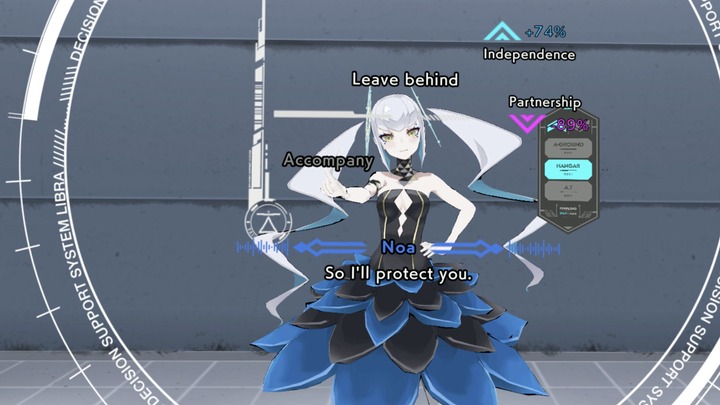 DECISION
+74%
Independence
Leave behind
Partnership
Accompany
HANGAR
Noa
So I'll protect you.
DECISION SUPPORT SYSTEM LIBRA
DECISION SUPPORT